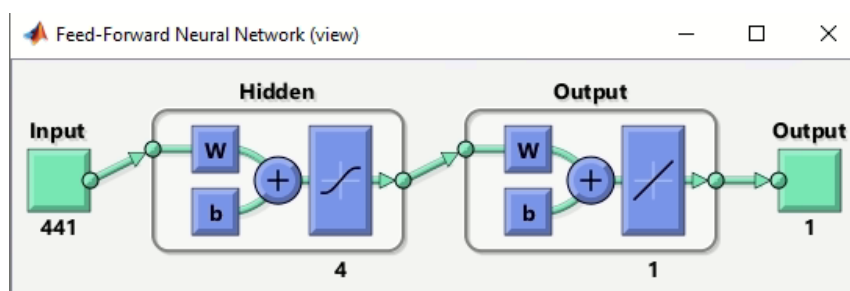 Feed-Forward Neural Network (view)
Hidden
Output
Input
Output
W
W
b
b
441
4
1
1